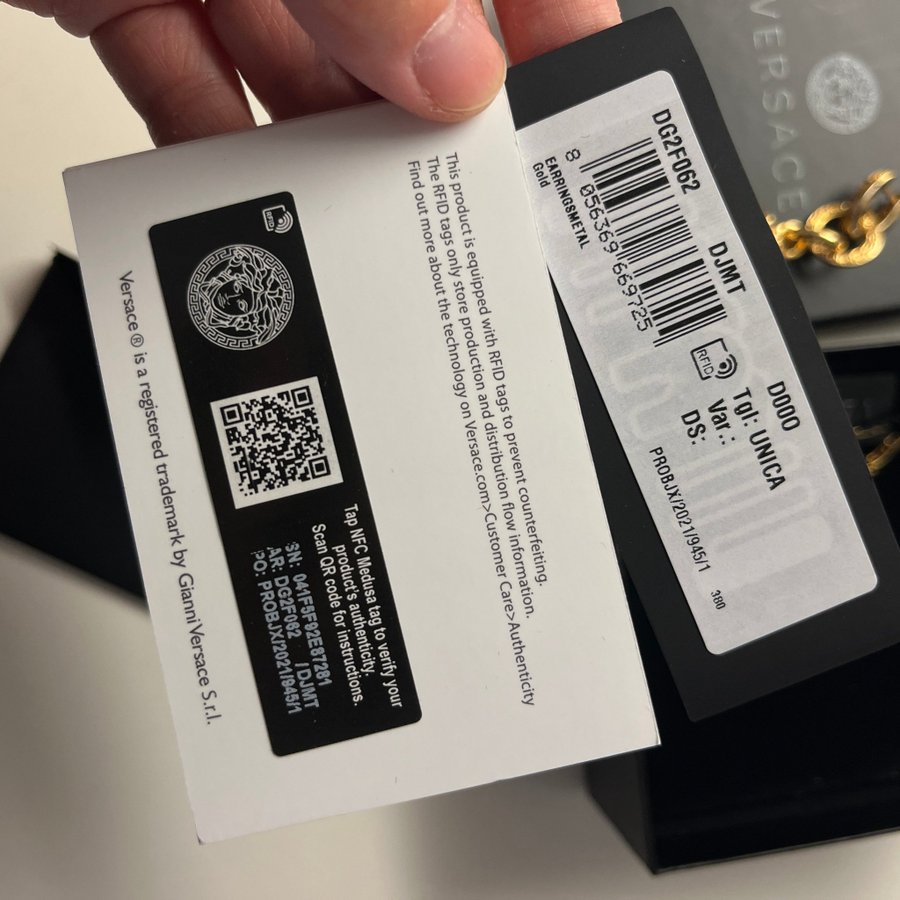 This product is equipped with RFID tags to prevent counterfeiting.
The RFID tags only store production and distribution flow information.
Find out more about the technology on Versace.com>Customer Care>Authenticity
RFID
Tap NFC Medusa tag to verify your
product's authenticity.
Scan QR code for instructions.
SN: 041F5F92E87281
AR: DG2F062 /DJMT
PO: PROBJX/2021/945/1
Versace® is a registered trademark by Gianni Versace S.r.l.
DG2F062 DJMT D000
8 056369 669725
Tgl: UNICA
Var.:
DS:
RFID
EARRINGSMETAL
Gold
PROBJX/2021/945/1
380
VERSACE